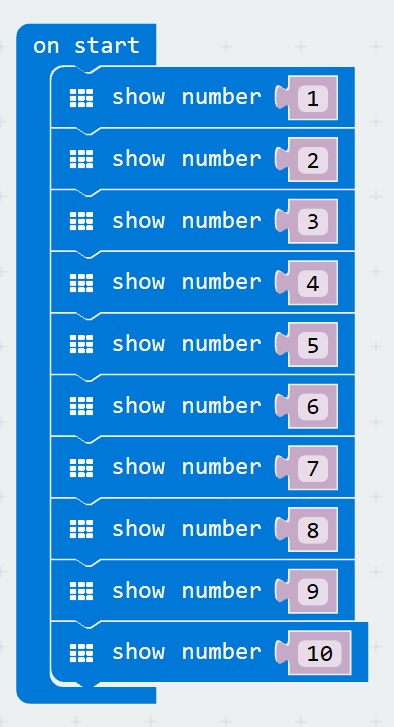 on start
show number 1
show number 2
show number 3
show number 4
show number 5
show number 6
show number 7
show number 8
show number 9
show number 10